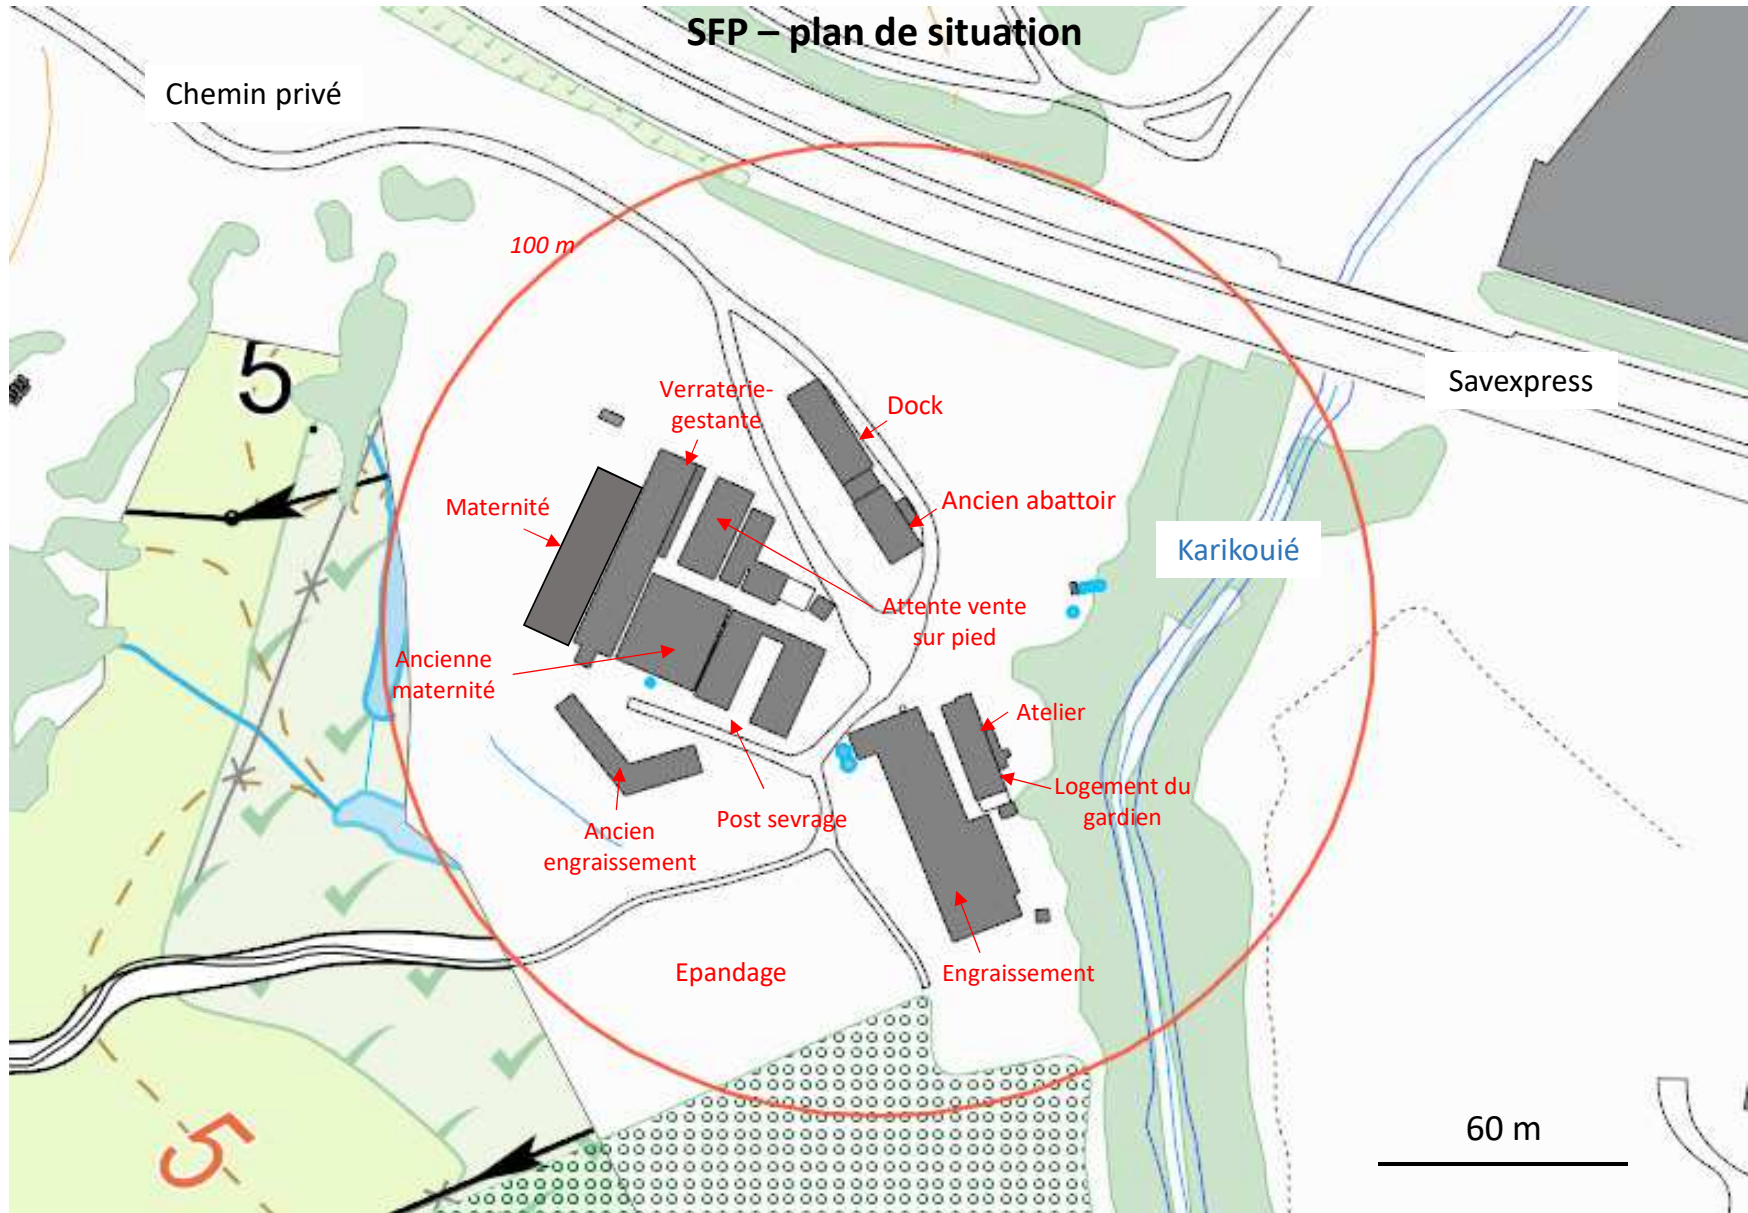 SFP – plan de situation
Chemin privé
100 m
5
Verraterie-
gestante
Dock
Savexpress
Maternité
Ancien abattoir
Karikouié
Attente vente
sur pied
Ancienne
maternité
Atelier
Logement du
gardien
Post sevrage
Ancien
engraissement
Epandage
Engraissement
5
60 m